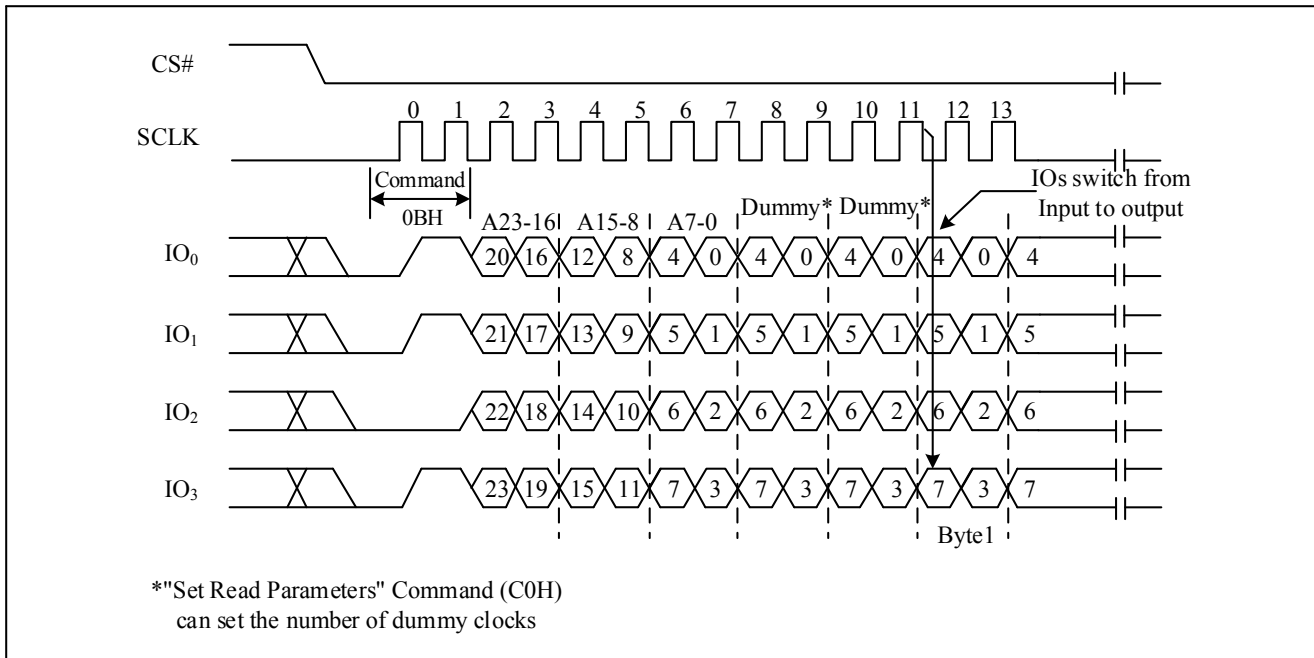 CS#
0 1 2 3 4 5 6 7 8 9 10 11 12 13
SCLK
Command
0BH
IOs switch from
Input to output
A23-16 A15-8 A7-0 Dummy* Dummy*
IO0 20 16 12 8 4 0 4 0 4 0 4 0 4
IO1 21 17 13 9 5 1 5 1 5 1 5 1 5
IO2 22 18 14 10 6 2 6 2 6 2 6 2 6
IO3 23 19 15 11 7 3 7 3 7 3 7 3 7
Byte1
*"Set Read Parameters" Command (C0H)
can set the number of dummy clocks